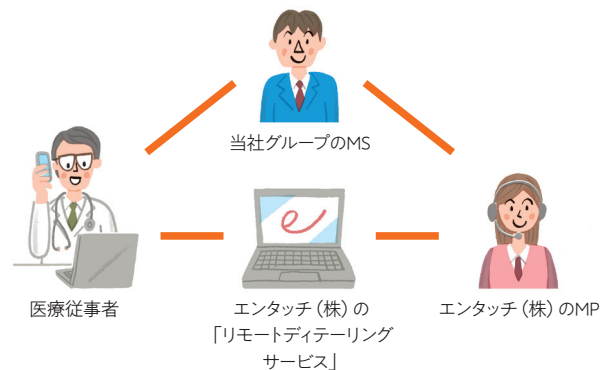 当社グループのMS
医療従事者
エンタッチ（株）の
「リモートディテーリング
サービス」
エンタッチ（株）のMP